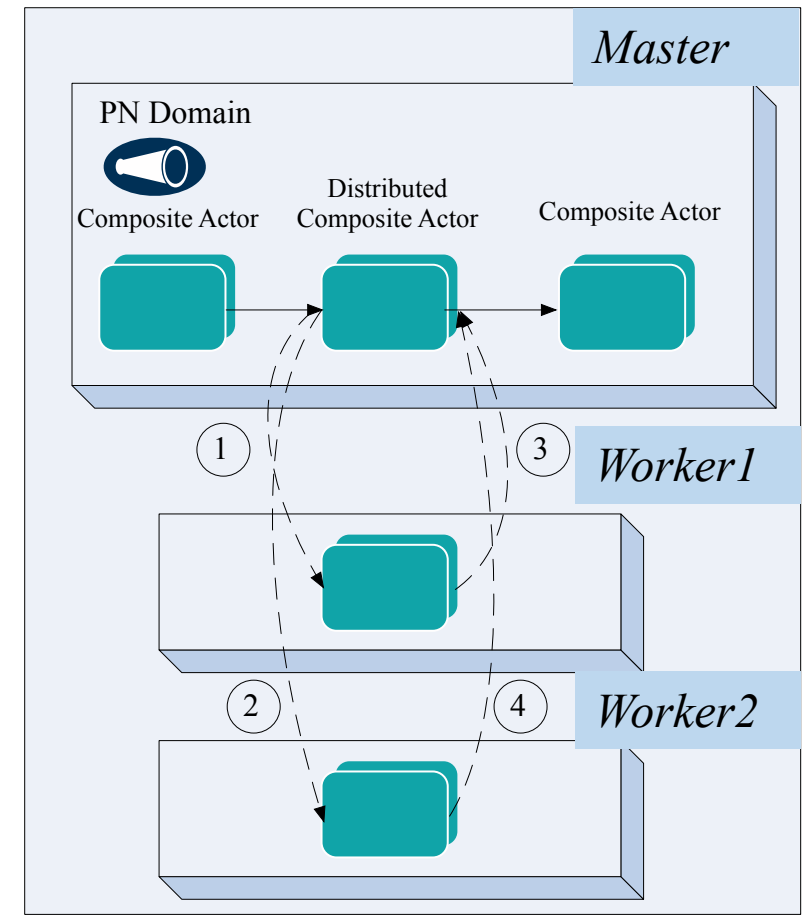 Master
PN Domain
Composite Actor
Distributed
Composite Actor
Composite Actor
1
3
Worker1
2
4
Worker2